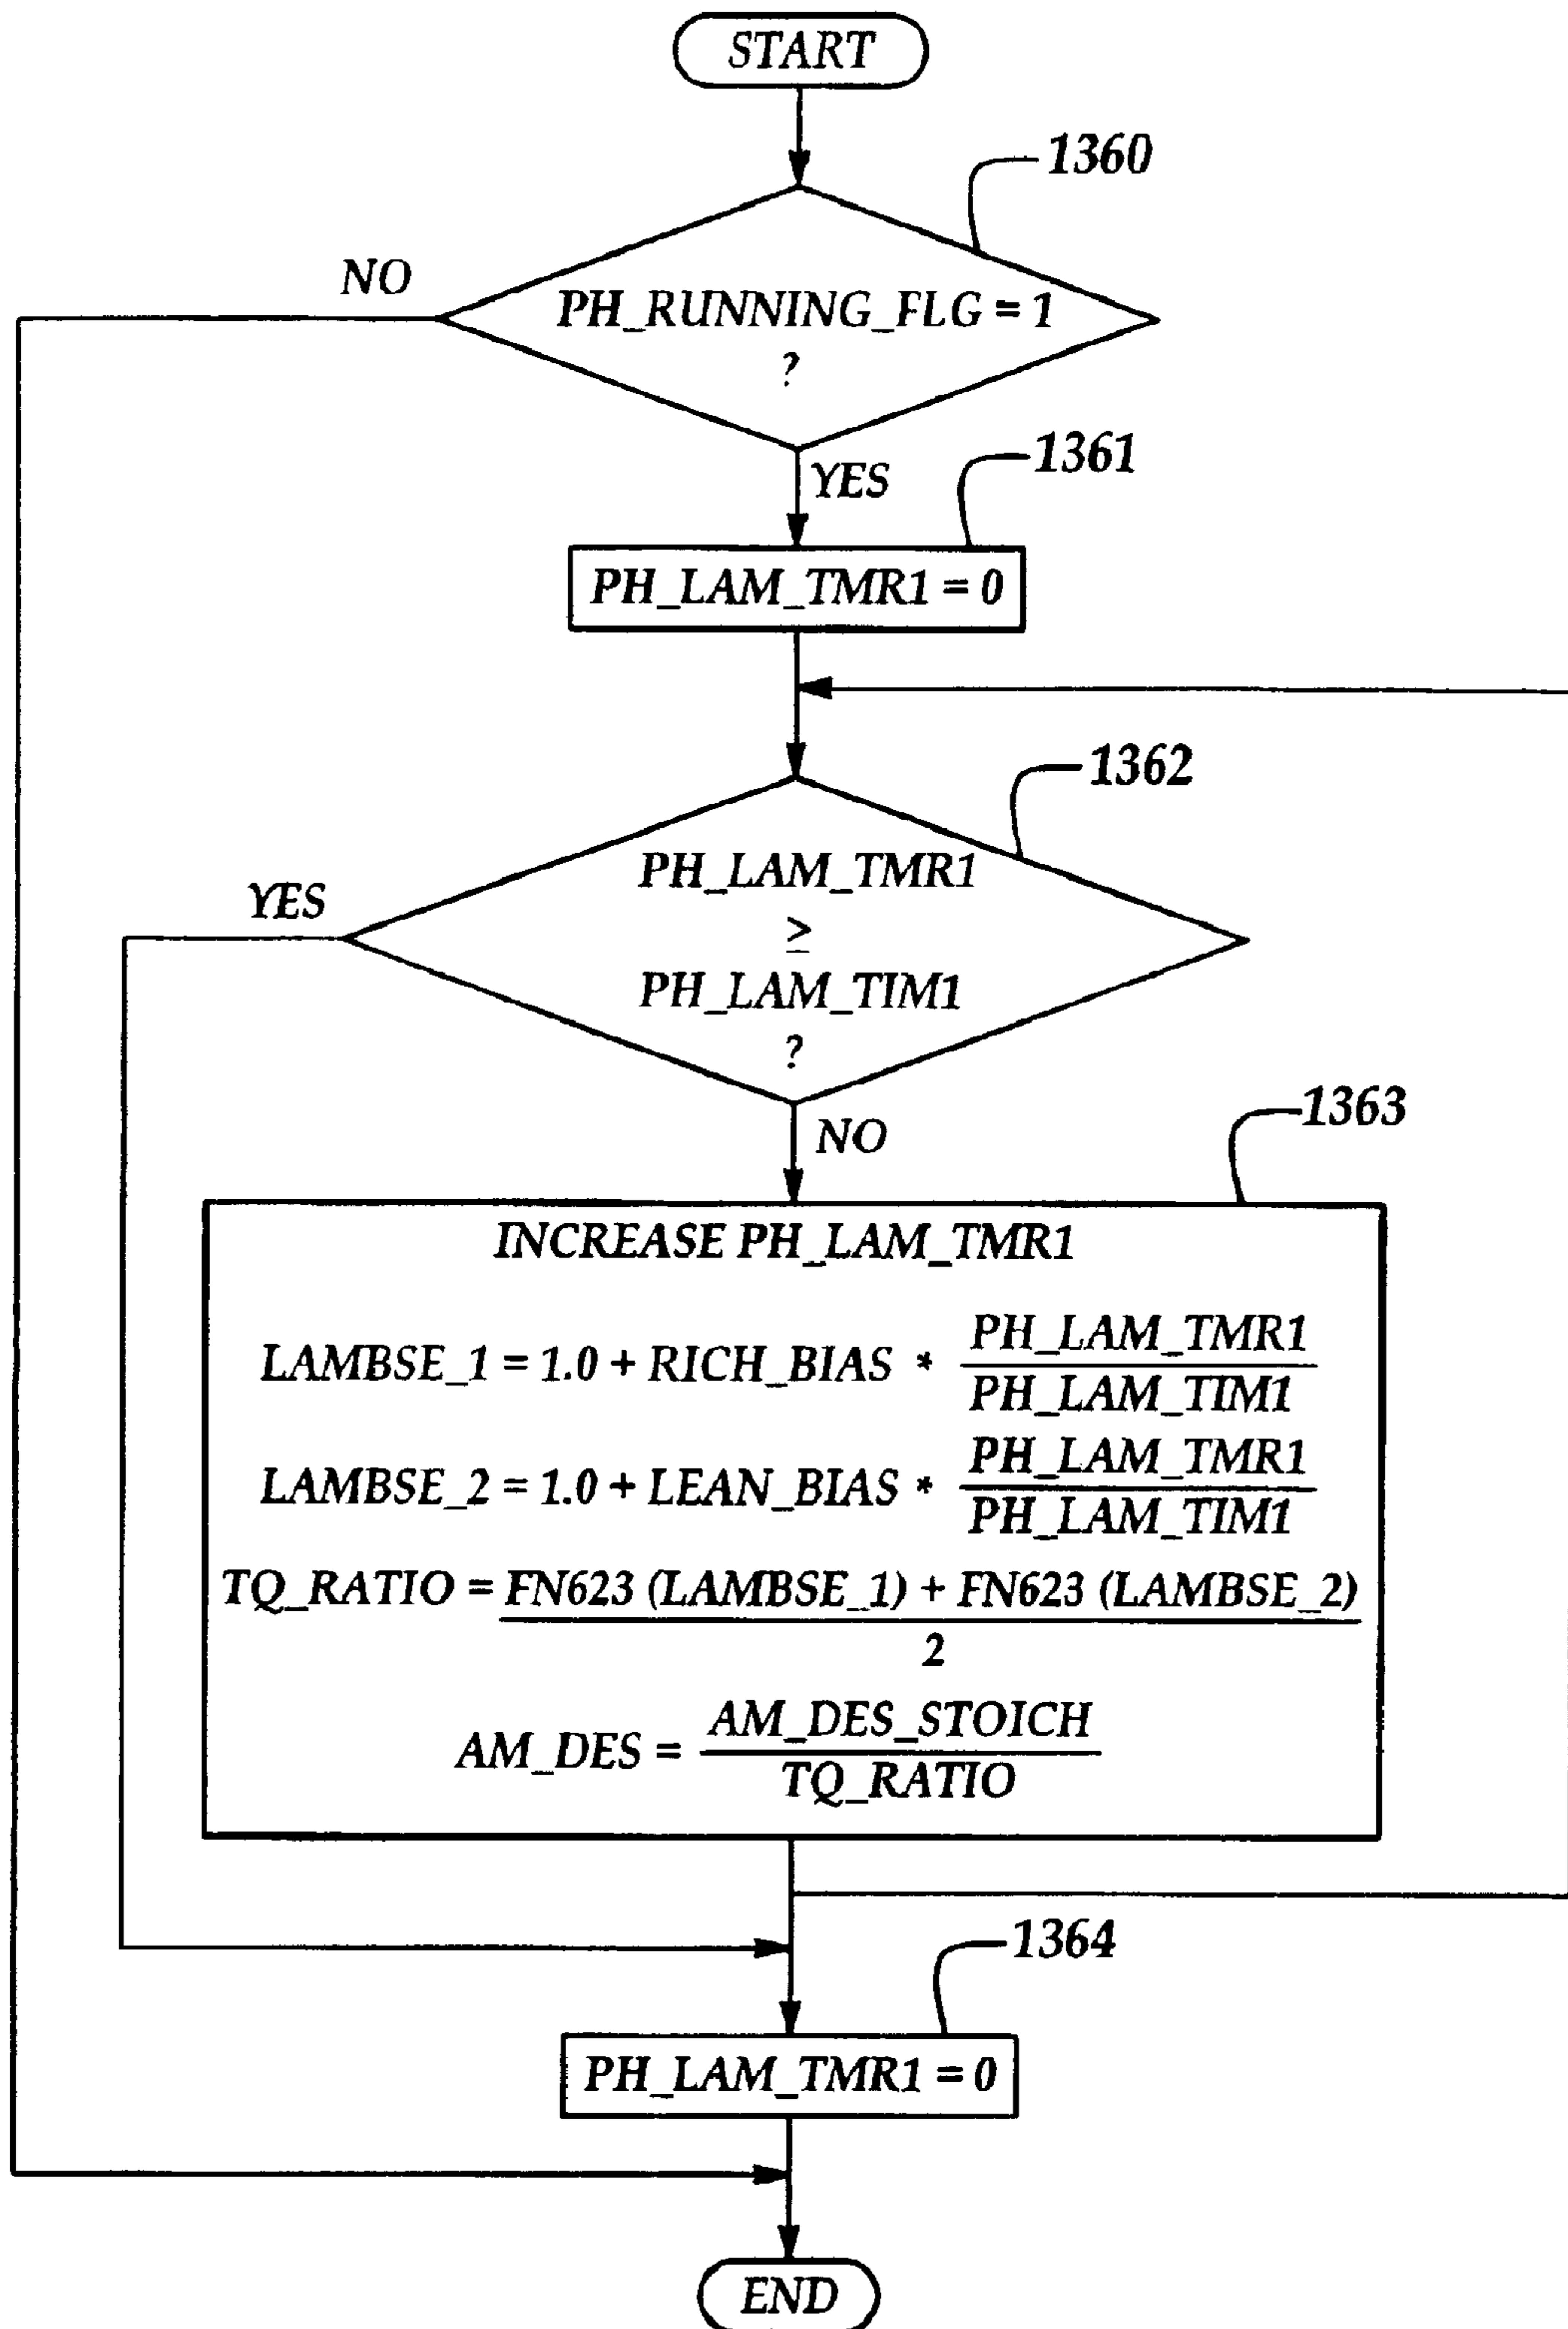 START
1360
NO
PH_RUNNING_FLG = 1
?
1361
YES
PH_LAM_TMR1 = 0
1362
YES
PH_LAM_TMR1
≥
PH_LAM_TIM1
?
1363
NO
INCREASE PH_LAM_TMR1
LAMBSE_1 = 1.0 + RICH_BIAS * PH_LAM_TMR1
PH_LAM_TIM1
LAMBSE_2 = 1.0 + LEAN_BIAS * PH_LAM_TMR1
PH_LAM_TIM1
TQ_RATIO = FN623 (LAMBSE_1) + FN623 (LAMBSE_2)
2
AM_DES = AM_DES_STOICH
TQ_RATIO
1364
PH_LAM_TMR1 = 0
END